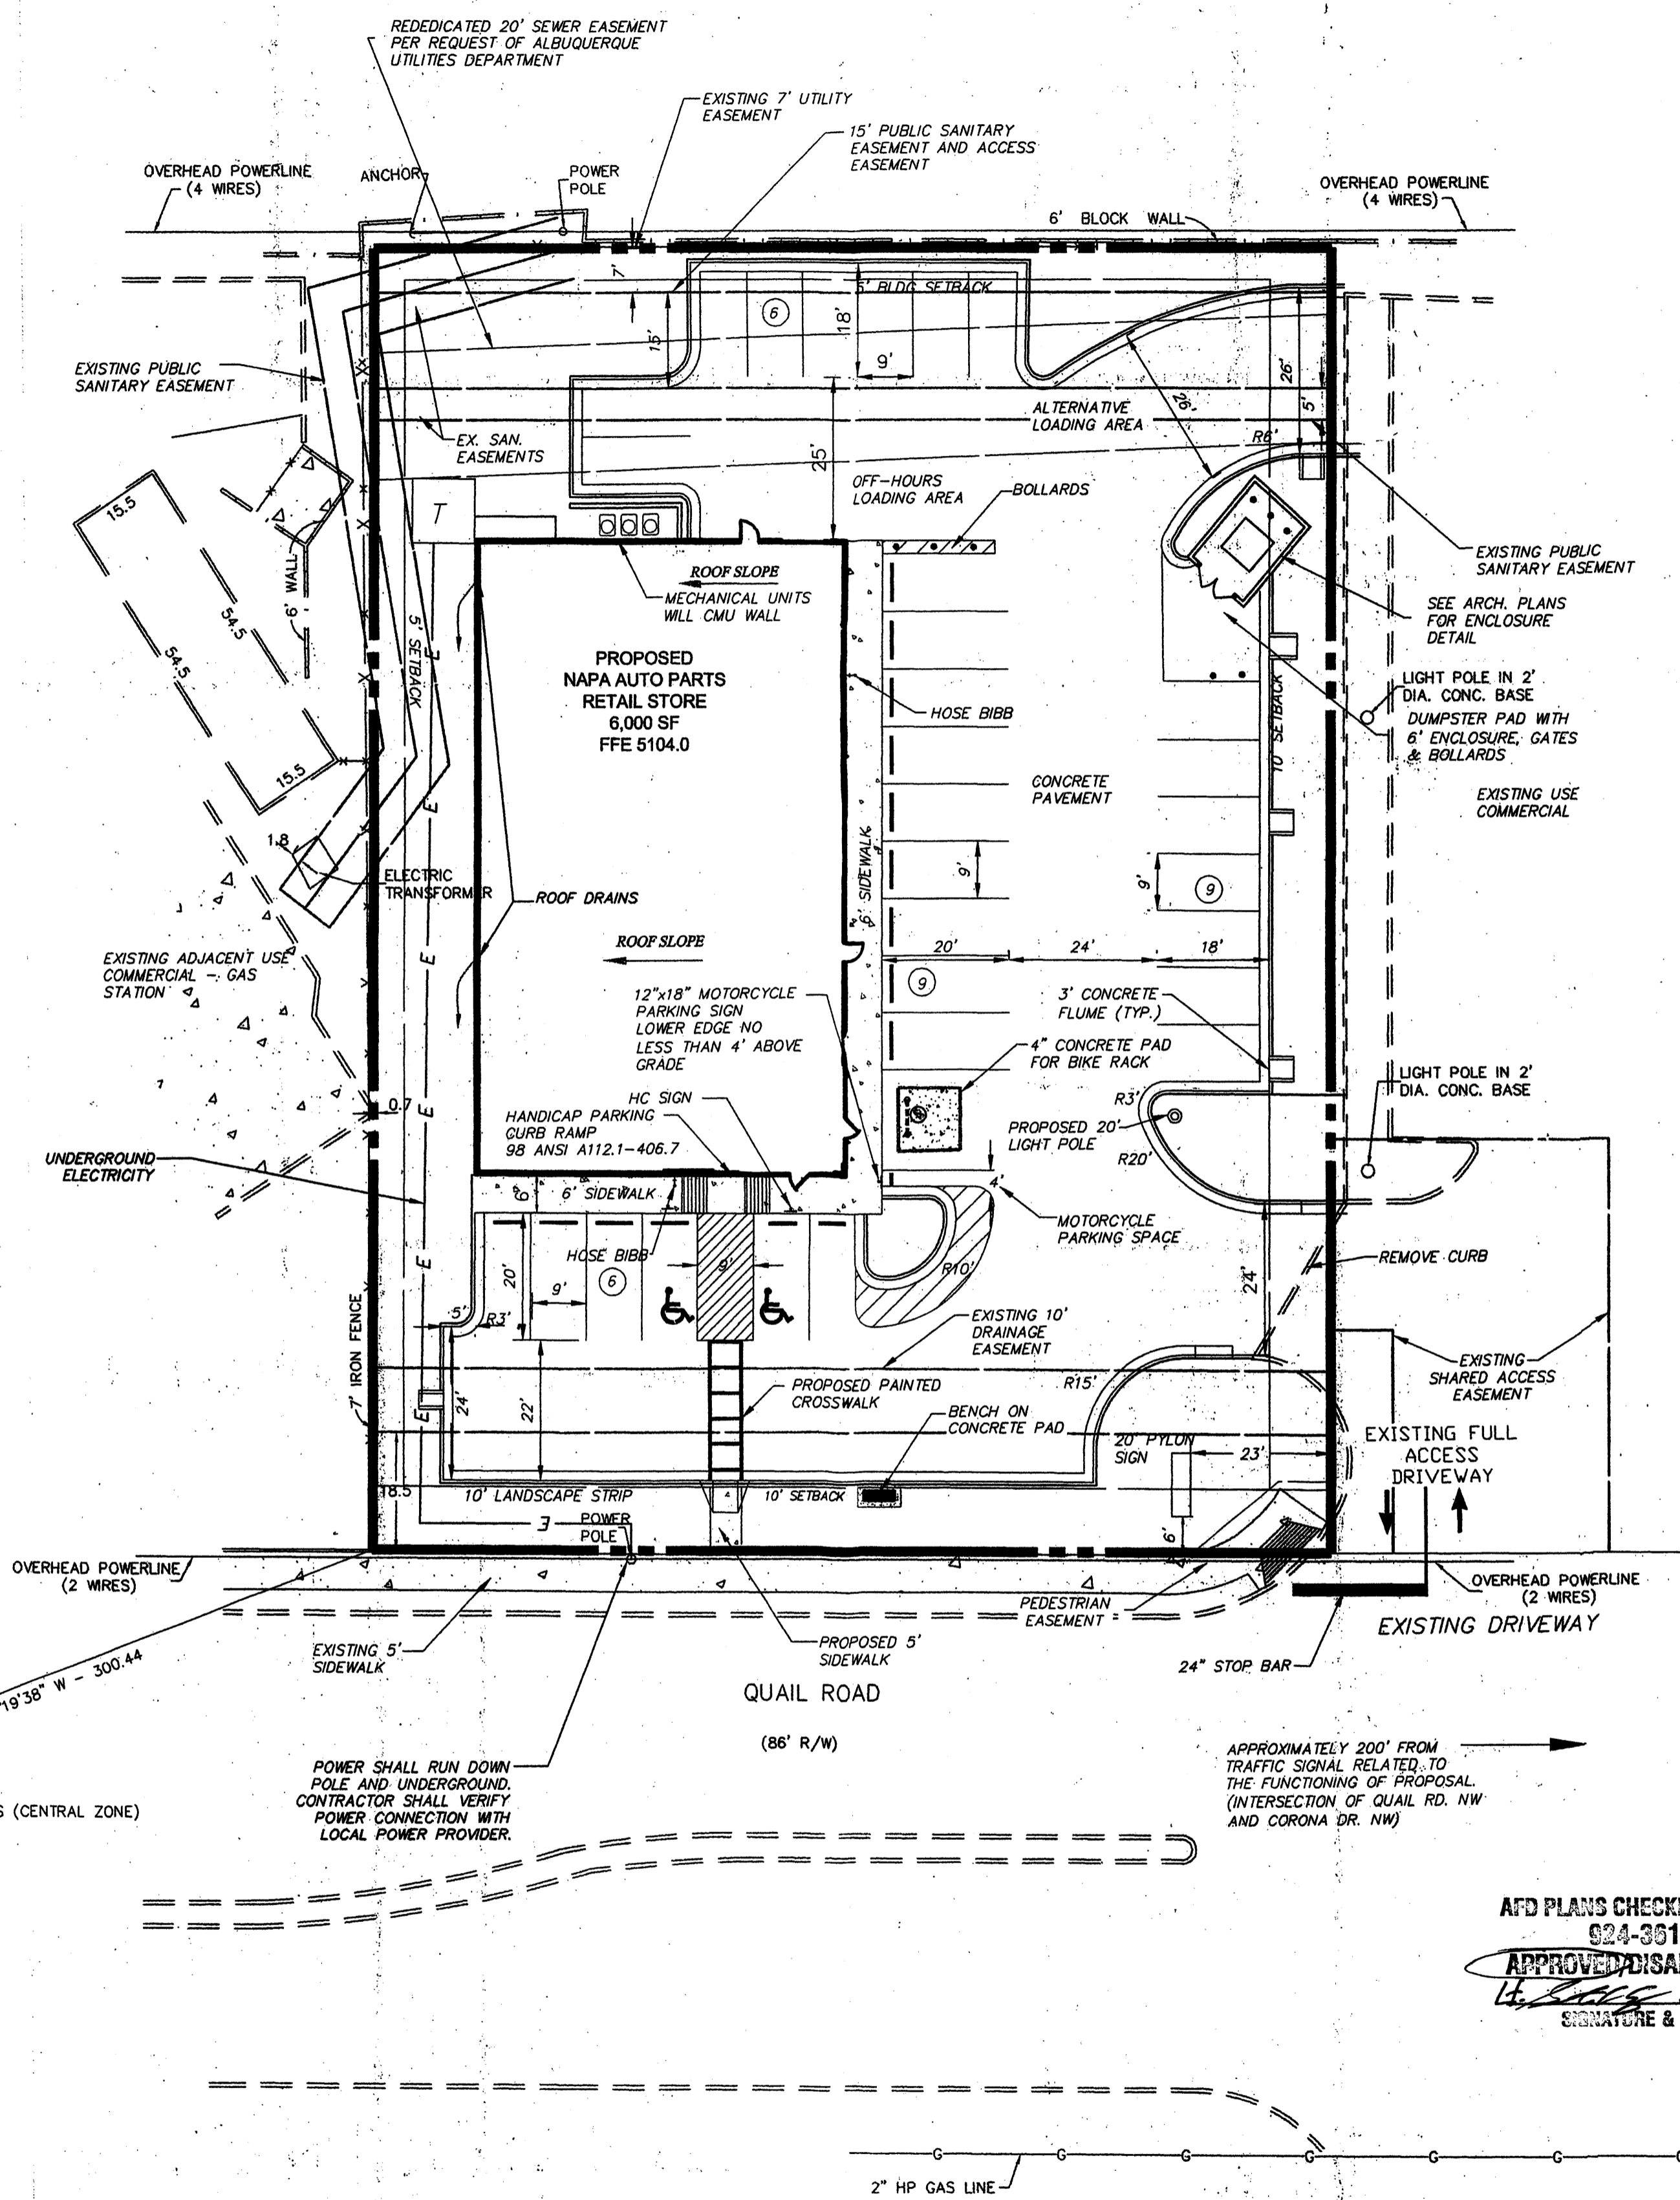 REDEDICATED 20' SEWER EASEMENT
PER REQUEST OF ALBUQUERQUE
UTILITIES DEPARTMENT
EXISTING 7' UTILITY
EASEMENT
15' PUBLIC SANITARY
EASEMENT AND ACCESS
EASEMENT
OVERHEAD POWERLINE
(4 WIRES)
ANCHOR
POWER
POLE
OVERHEAD POWERLINE
(4 WIRES)
6' BLOCK WALL
7'
5' BLDG SETBACK
6
18'
15'
9'
26'
26'
5'
EXISTING PUBLIC
SANITARY EASEMENT
ALTERNATIVE
LOADING AREA
R6'
EX. SAN.
EASEMENTS
25'
OFF-HOURS
LOADING AREA
BOLLARDS
15.5
T
6' WALL
EXISTING PUBLIC
SANITARY EASEMENT
ROOF SLOPE
MECHANICAL UNITS
WILL CMU WALL
SEE ARCH. PLANS
FOR ENCLOSURE
DETAIL
54.5
54.5
5' SETBACK
E
PROPOSED
NAPA AUTO PARTS
RETAIL STORE
6,000 SF
FFE 5104.0
HOSE BIBB
10' SETBACK
LIGHT POLE IN 2'
DIA. CONC. BASE
DUMPSTER PAD WITH
6' ENCLOSURE, GATES
& BOLLARDS
15.5
CONCRETE
PAVEMENT
EXISTING USE
COMMERCIAL
E
1.8
ELECTRIC
TRANSFORMER
ROOF DRAINS
6' SIDEWALK
9'
9'
9
EXISTING ADJACENT USE
COMMERCIAL - GAS
STATION
E
ROOF SLOPE
20'
24'
18'
9
12"x18" MOTORCYCLE
PARKING SIGN
LOWER EDGE NO
LESS THAN 4' ABOVE
GRADE
3' CONCRETE
FLUME (TYP.)
4" CONCRETE PAD
FOR BIKE RACK
LIGHT POLE IN 2'
DIA. CONC. BASE
0.7
E
HC SIGN
HANDICAP PARKING
CURB RAMP
98 ANSI A112.1-406.7
R3'
PROPOSED 20'
LIGHT POLE
R20'
UNDERGROUND
ELECTRICITY
6'
6' SIDEWALK
4'
MOTORCYCLE
PARKING SPACE
HOSE BIBB
E
20'
9'
6
9'
R10'
24'
REMOVE CURB
5'
R3'
7' IRON FENCE
EXISTING 10'
DRAINAGE
EASEMENT
EXISTING
SHARED ACCESS
EASEMENT
24'
22'
E
PROPOSED PAINTED
CROSSWALK
R15'
BENCH ON
CONCRETE PAD
20' PYLON
SIGN
23'
EXISTING FULL
ACCESS
DRIVEWAY
18.5
10' LANDSCAPE STRIP
10' SETBACK
E
POWER
POLE
6'
OVERHEAD POWERLINE
(2 WIRES)
OVERHEAD POWERLINE
(2 WIRES)
PEDESTRIAN
EASEMENT
EXISTING DRIVEWAY
EXISTING 5'
SIDEWALK
PROPOSED 5'
SIDEWALK
24" STOP BAR
19'38" W - 300.44
QUAIL ROAD
(86' R/W)
POWER SHALL RUN DOWN
POLE AND UNDERGROUND.
CONTRACTOR SHALL VERIFY
POWER CONNECTION WITH
LOCAL POWER PROVIDER.
APPROXIMATELY 200' FROM
TRAFFIC SIGNAL RELATED TO
THE FUNCTIONING OF PROPOSAL.
(INTERSECTION OF QUAIL RD. NW
AND CORONA DR. NW)
S (CENTRAL ZONE)
AFD PLANS CHECK
924-361
APPROVED/DISA
SIGNATURE &
G G G G G G
2" HP GAS LINE